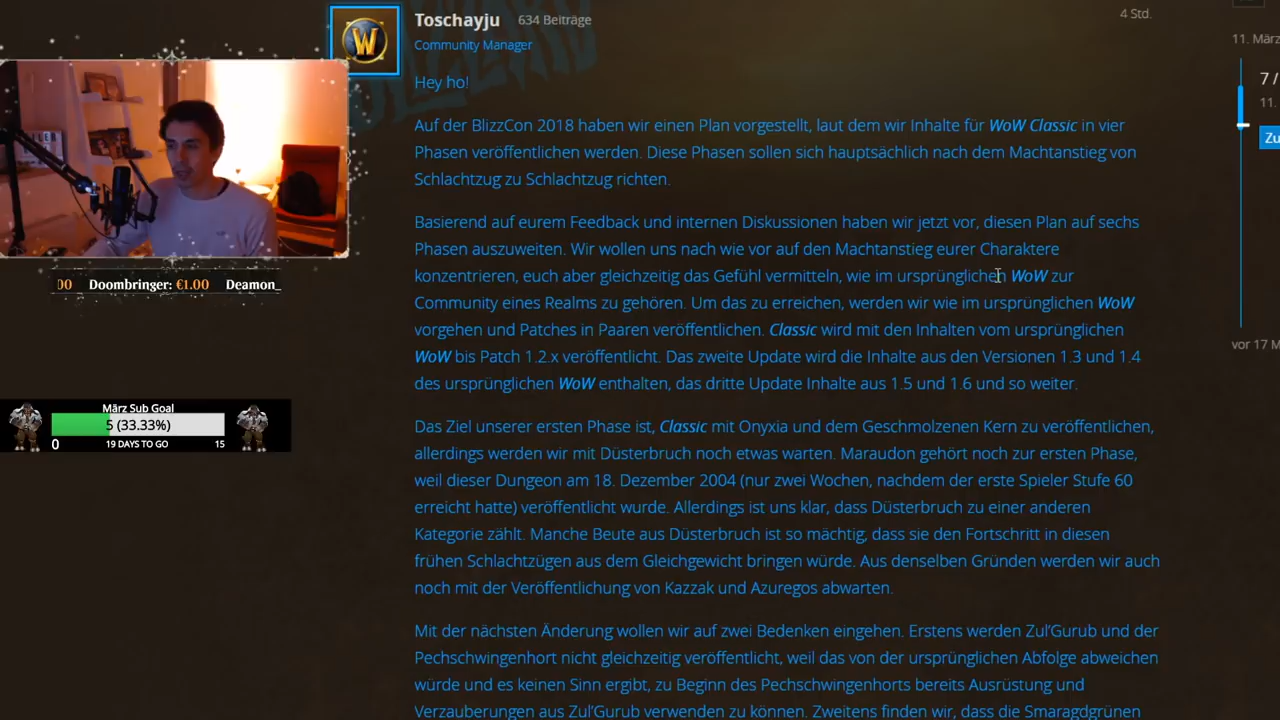 Toschayju 634 Beiträge
4 Std.
Community Manager
11. März
Hey ho!
7 /
11.
Zu
Auf der BlizzCon 2018 haben wir einen Plan vorgestellt, laut dem wir Inhalte für WoW Classic in vier
Phasen veröffentlichen werden. Diese Phasen sollen sich hauptsächlich nach dem Machtanstieg von
Schlachtzug zu Schlachtzug richten.
Basierend auf eurem Feedback und internen Diskussionen haben wir jetzt vor, diesen Plan auf sechs
Phasen auszuweiten. Wir wollen uns nach wie vor auf den Machtanstieg eurer Charaktere
konzentrieren, euch aber gleichzeitig das Gefühl vermitteln, wie im ursprünglichen WoW zur
Community eines Realms zu gehören. Um das zu erreichen, werden wir wie im ursprünglichen WoW
vorgehen und Patches in Paaren veröffentlichen. Classic wird mit den Inhalten vom ursprünglichen
WoW bis Patch 1.2.x veröffentlicht. Das zweite Update wird die Inhalte aus den Versionen 1.3 und 1.4
des ursprünglichen WoW enthalten, das dritte Update Inhalte aus 1.5 und 1.6 und so weiter.
vor 17 M
Das Ziel unserer ersten Phase ist, Classic mit Onyxia und dem Geschmolzenen Kern zu veröffentlichen,
allerdings werden wir mit Düsterbruch noch etwas warten. Maraudon gehört noch zur ersten Phase,
weil dieser Dungeon am 18. Dezember 2004 (nur zwei Wochen, nachdem der erste Spieler Stufe 60
erreicht hatte) veröffentlicht wurde. Allerdings ist uns klar, dass Düsterbruch zu einer anderen
Kategorie zählt. Manche Beute aus Düsterbruch ist so mächtig, dass sie den Fortschritt in diesen
frühen Schlachtzügen aus dem Gleichgewicht bringen würde. Aus denselben Gründen werden wir auch
noch mit der Veröffentlichung von Kazzak und Azuregos abwarten.
Mit der nächsten Änderung wollen wir auf zwei Bedenken eingehen. Erstens werden Zul'Gurub und der
Pechschwingenhort nicht gleichzeitig veröffentlicht, weil das von der ursprünglichen Abfolge abweichen
würde und es keinen Sinn ergibt, zu Beginn des Pechschwingenhorts bereits Ausrüstung und
Verzauberungen aus Zul'Gurub verwenden zu können. Zweitens finden wir, dass die Smaragdgrünen
00 Doombringer: €1.00 Deamon_
März Sub Goal
5 (33.33%)
0 19 DAYS TO GO 15